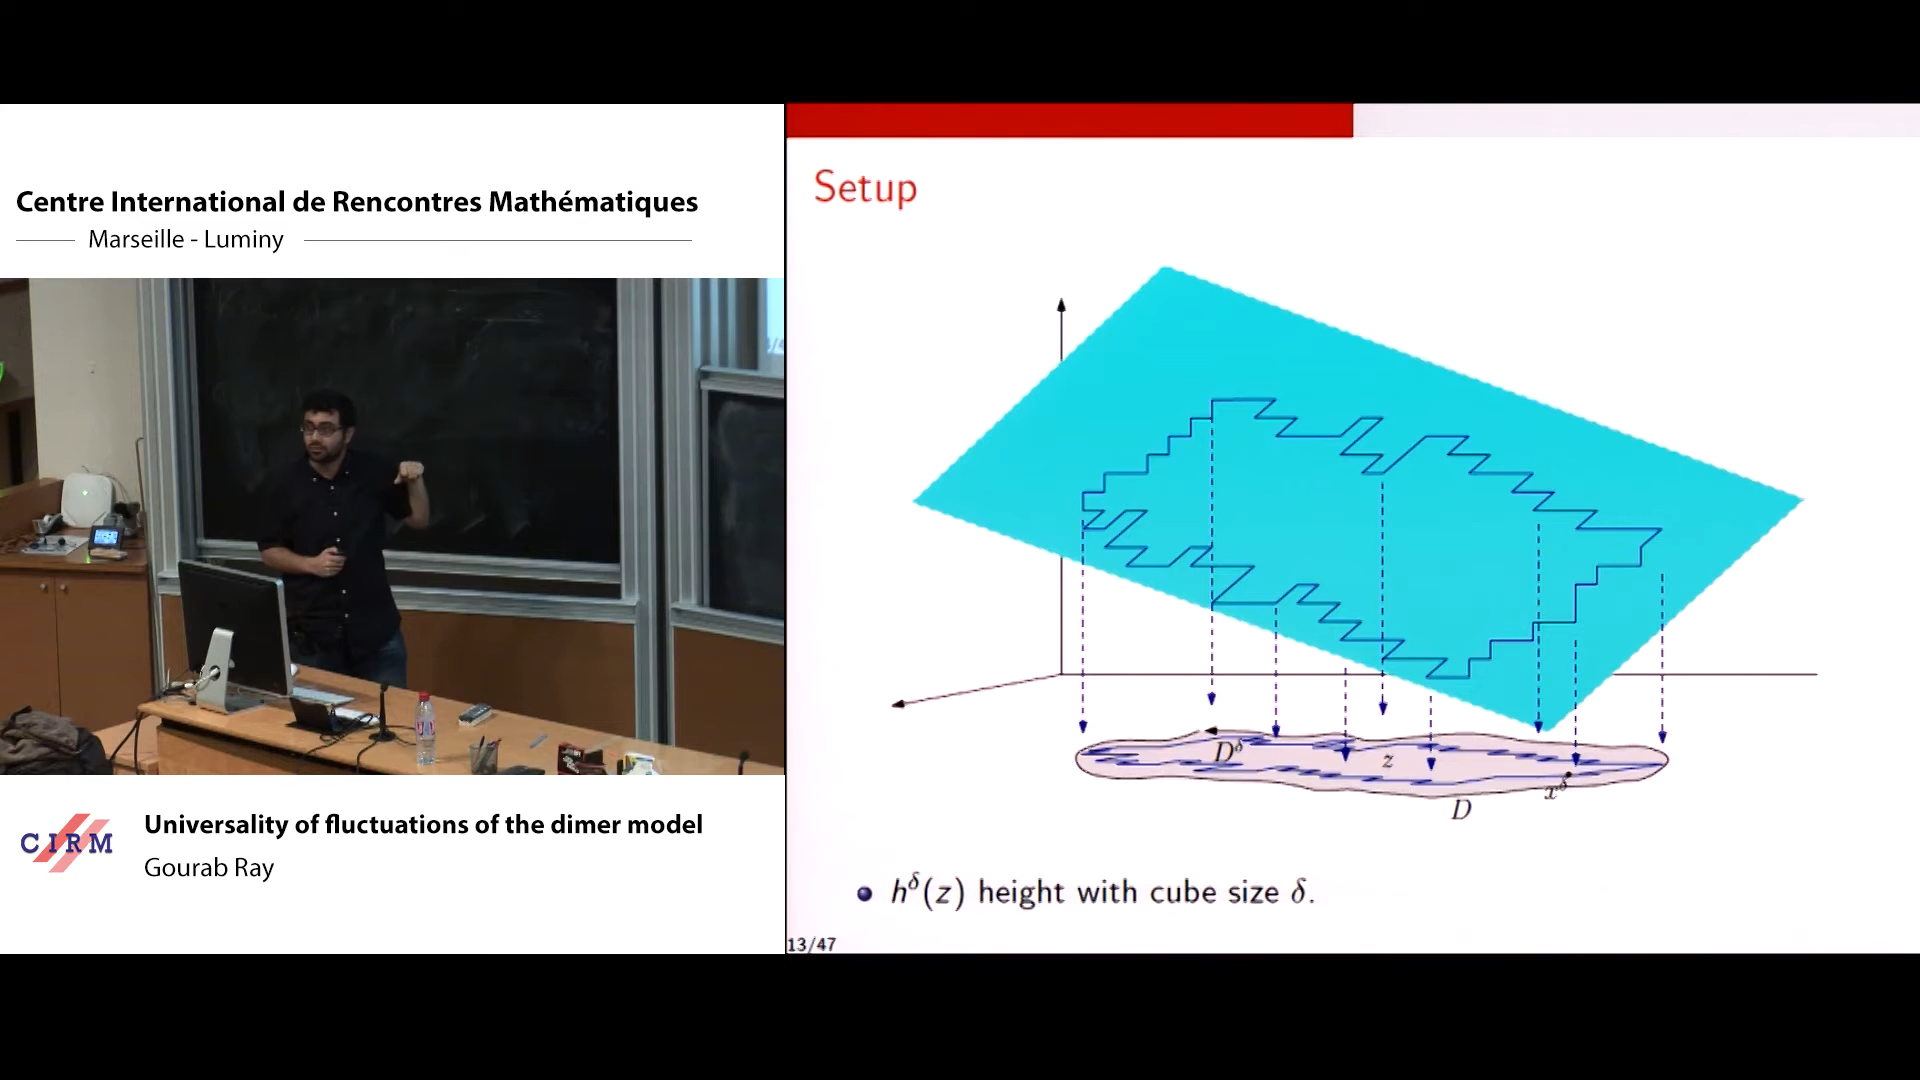 Centre International de Rencontres Mathématiques
Marseille - Luminy
CIRM
Universality of fluctuations of the dimer model
Gourab Ray
Setup
D^δ
z
x^δ
D
h^δ(z) height with cube size δ.
13/47